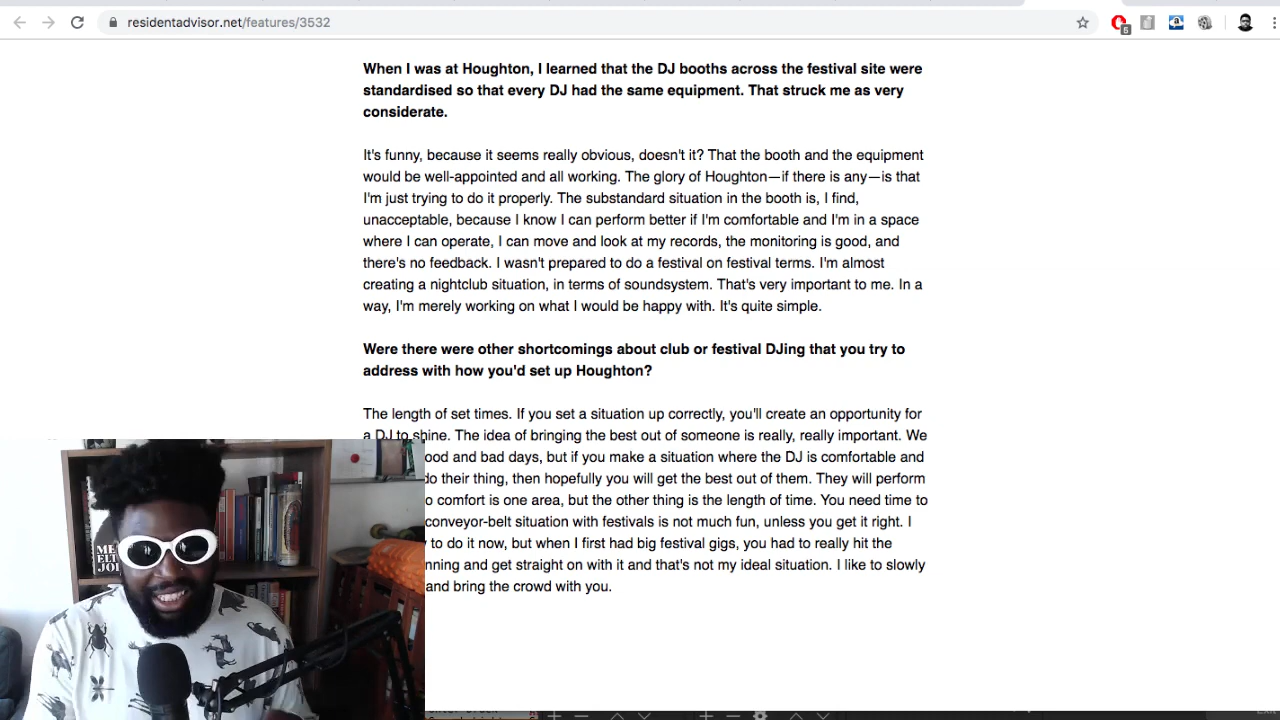 residentadvisor.net/features/3532
5
When I was at Houghton, I learned that the DJ booths across the festival site were
standardised so that every DJ had the same equipment. That struck me as very
considerate.
It's funny, because it seems really obvious, doesn't it? That the booth and the equipment
would be well-appointed and all working. The glory of Houghton—if there is any—is that
I'm just trying to do it properly. The substandard situation in the booth is, I find,
unacceptable, because I know I can perform better if I'm comfortable and I'm in a space
where I can operate, I can move and look at my records, the monitoring is good, and
there's no feedback. I wasn't prepared to do a festival on festival terms. I'm almost
creating a nightclub situation, in terms of soundsystem. That's very important to me. In a
way, I'm merely working on what I would be happy with. It's quite simple.
Were there were other shortcomings about club or festival DJing that you try to
address with how you'd set up Houghton?
The length of set times. If you set a situation up correctly, you'll create an opportunity for
a DJ to shine. The idea of bringing the best out of someone is really, really important. We
ood and bad days, but if you make a situation where the DJ is comfortable and
do their thing, then hopefully you will get the best out of them. They will perform
o comfort is one area, but the other thing is the length of time. You need time to
conveyor-belt situation with festivals is not much fun, unless you get it right. I
y to do it now, but when I first had big festival gigs, you had to really hit the
nning and get straight on with it and that's not my ideal situation. I like to slowly
and bring the crowd with you.